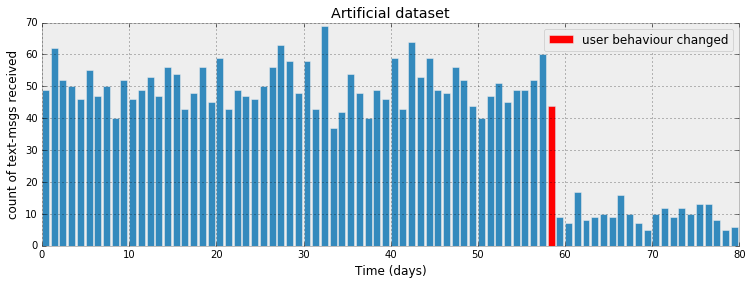 Artificial dataset
user behaviour changed
count of text-msgs received
70
60
50
40
30
20
10
0
0 10 20 30 40 50 60 70 80
Time (days)